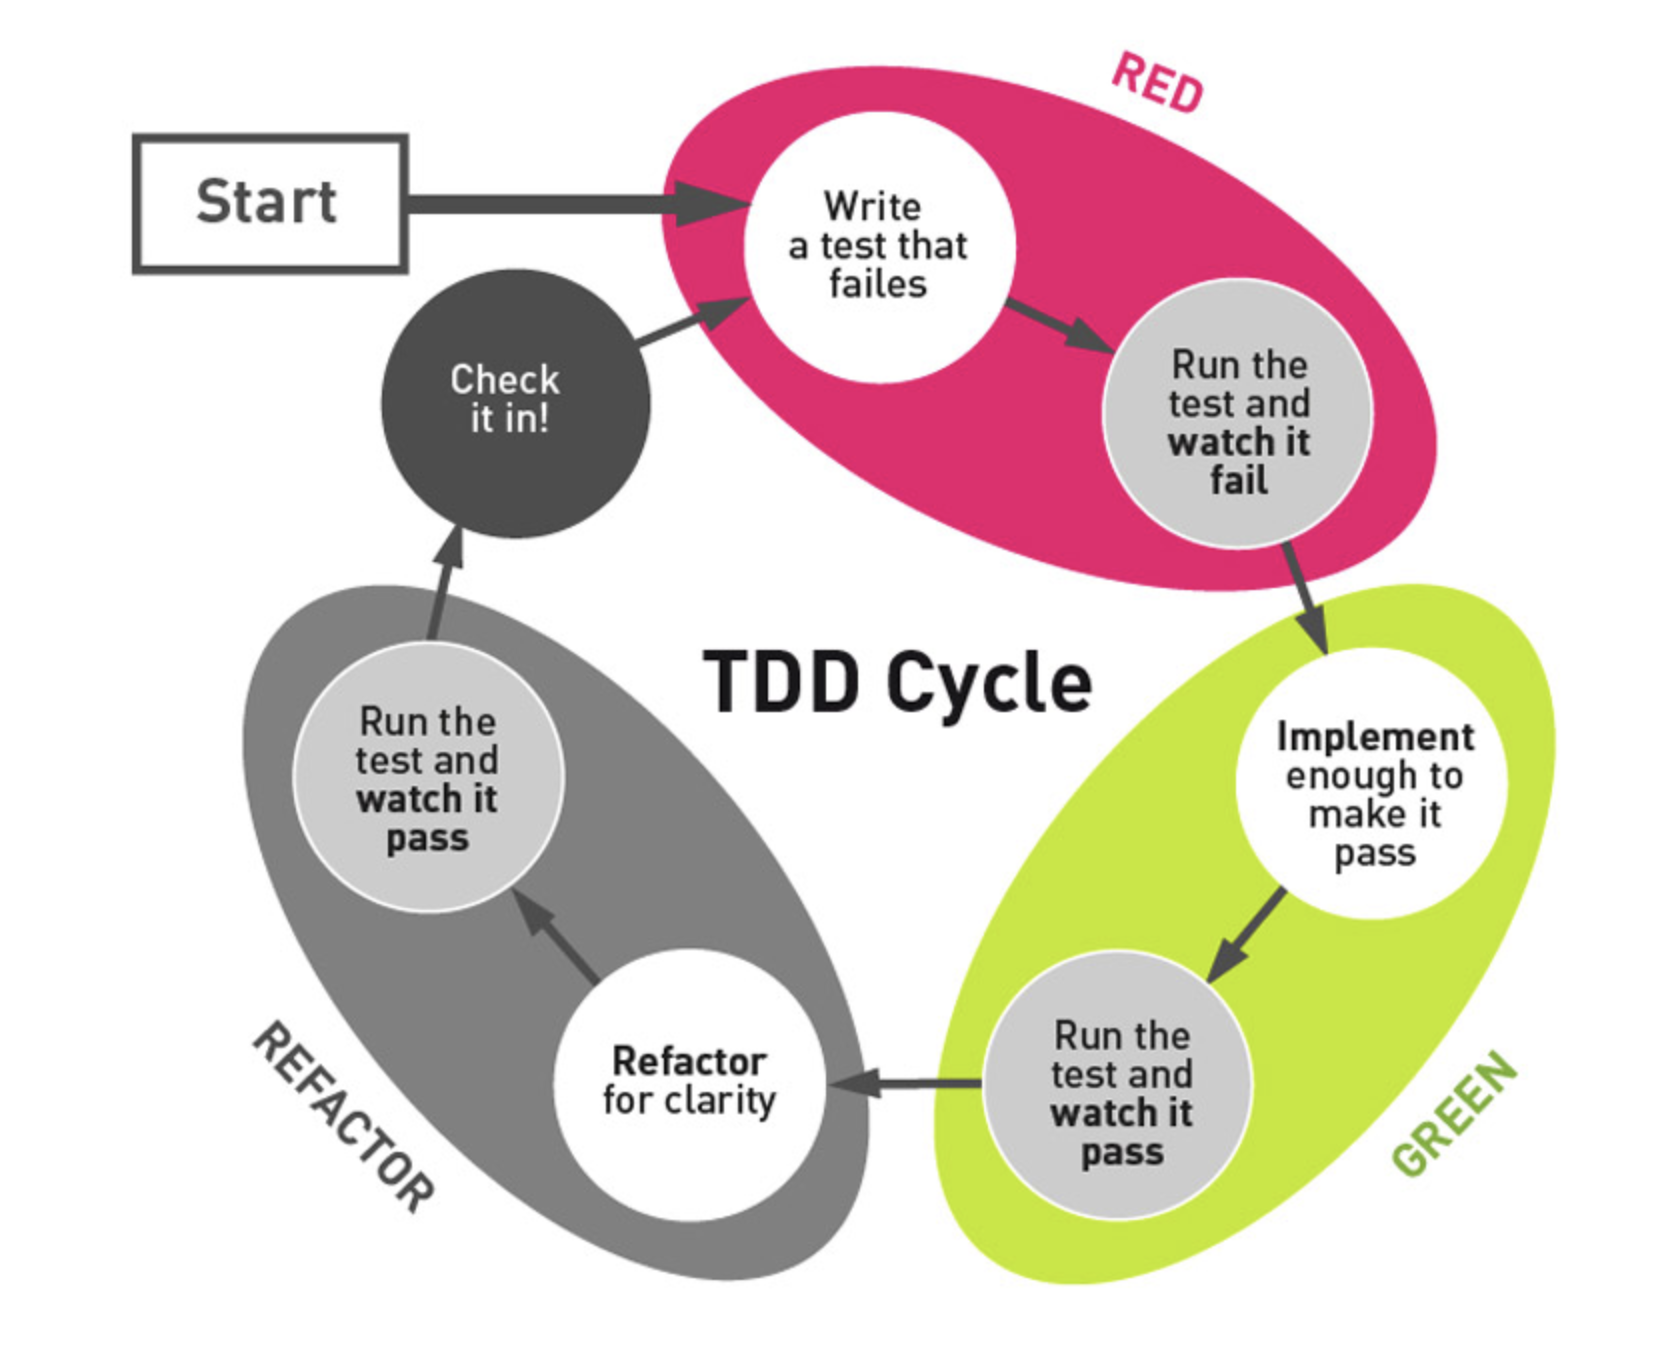 RED
Start
Write
a test that
failes
Run the
test and
watch it
fail
Check
it in!
TDD Cycle
Implement
enough to
make it
pass
Run the
test and
watch it
pass
GREEN
Refactor
for clarity
Run the
test and
watch it
pass
REFACTOR